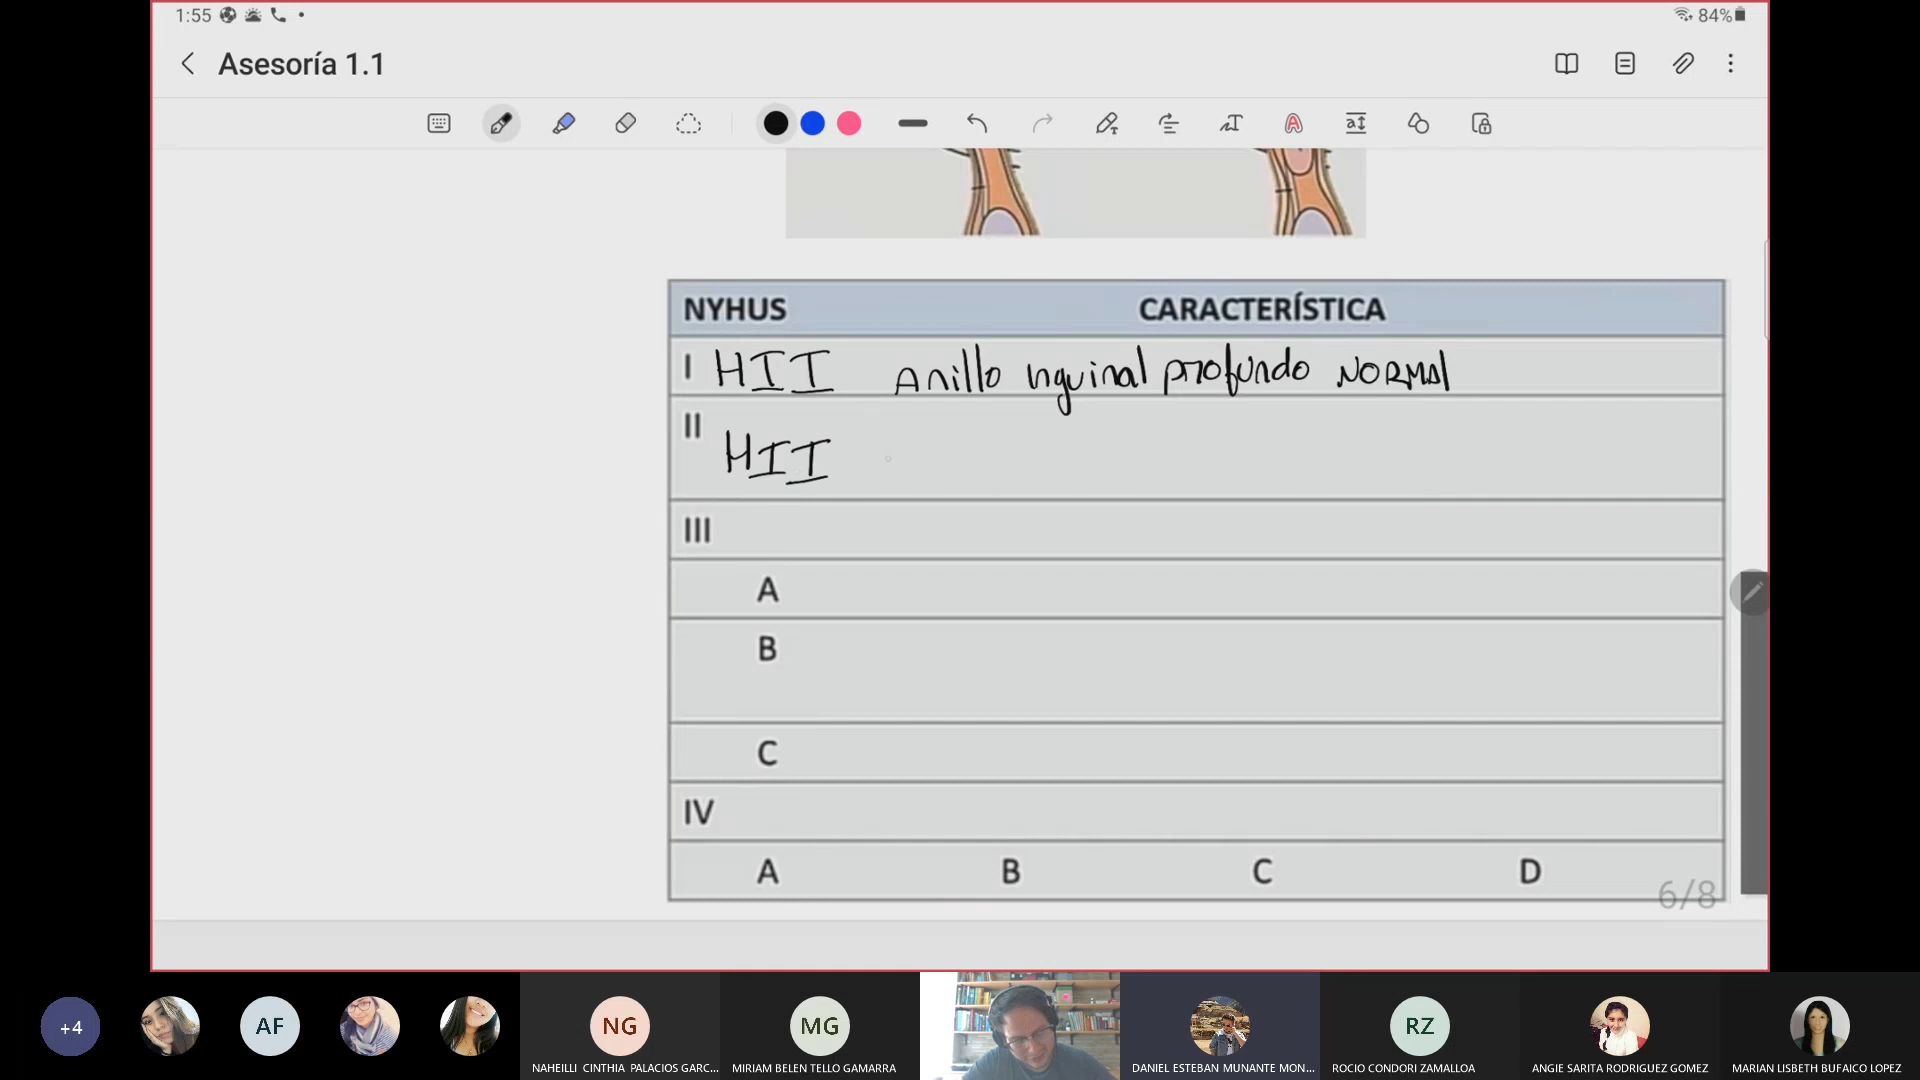 1:55
84%
Asesoría 1.1
NYHUS CARACTERÍSTICA
I HII Anillo inguinal profundo NORMAL
II
HII
III
A
B
C
IV
A B C D
6/8
+4
AF
NG
MG
RZ
NAHEILLI CINTHIA PALACIOS GARC...
MIRIAM BELEN TELLO GAMARRA
DANIEL ESTEBAN MUNANTE MON...
ROCIO CONDORI ZAMALLOA
ANGIE SARITA RODRIGUEZ GOMEZ
MARIAN LISBETH BUFAICO LOPEZ